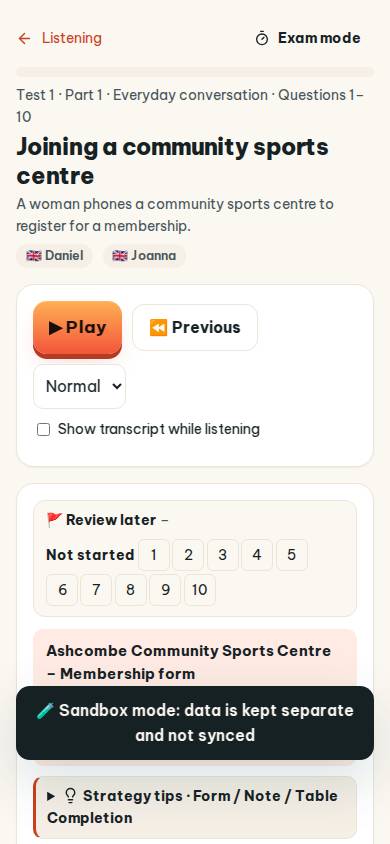 ← Listening
Exam mode
Test 1 · Part 1 · Everyday conversation · Questions 1–
10
Joining a community sports
centre
A woman phones a community sports centre to
register for a membership.
🇬🇧 Daniel 🇬🇧 Joanna
▶ Play ⏪ Previous
Normal
Show transcript while listening
🚩 Review later –
Not started 1 2 3 4 5
6 7 8 9 10
Ashcombe Community Sports Centre
– Membership form
🧪 Sandbox mode: data is kept separate
and not synced
▶ Strategy tips · Form / Note / Table
Completion